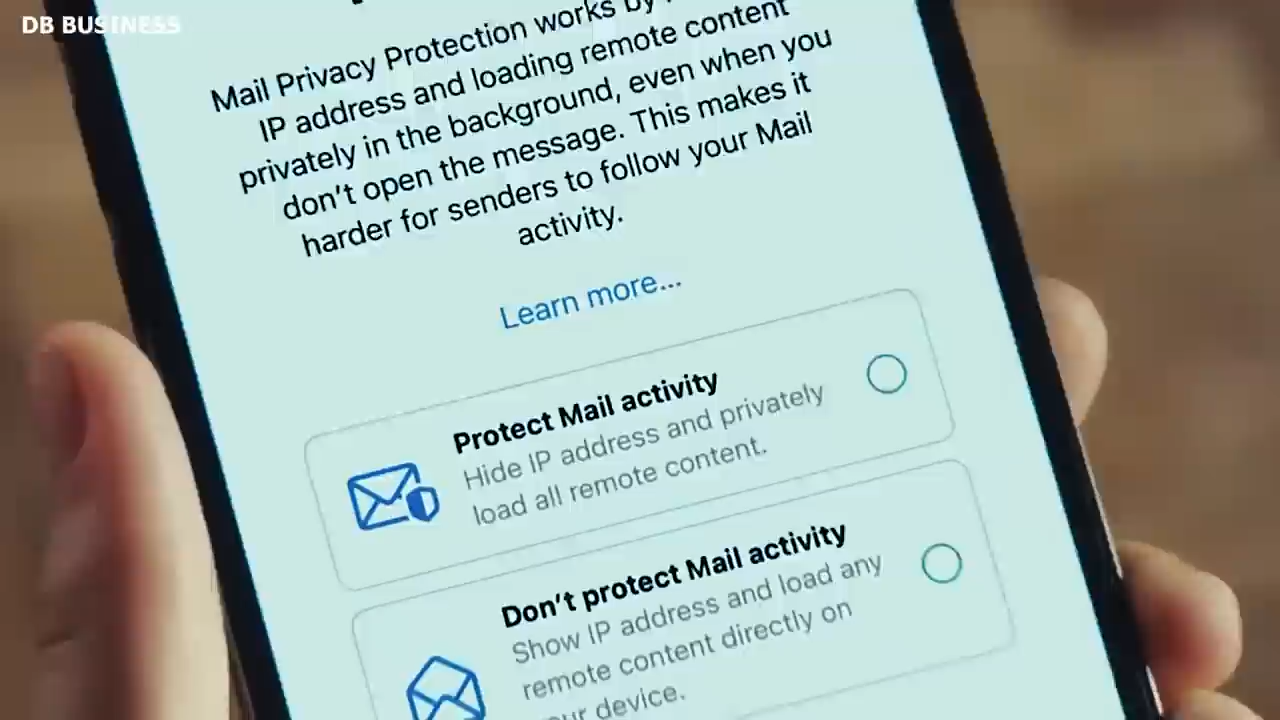 DB BUSINESS
Mail Privacy Protection works by
IP address and loading remote content
privately in the background, even when you
don't open the message. This makes it
harder for senders to follow your Mail
activity.
Learn more...
Protect Mail activity
Hide IP address and privately
load all remote content.
Don't protect Mail activity
Show IP address and load any
remote content directly on
device.